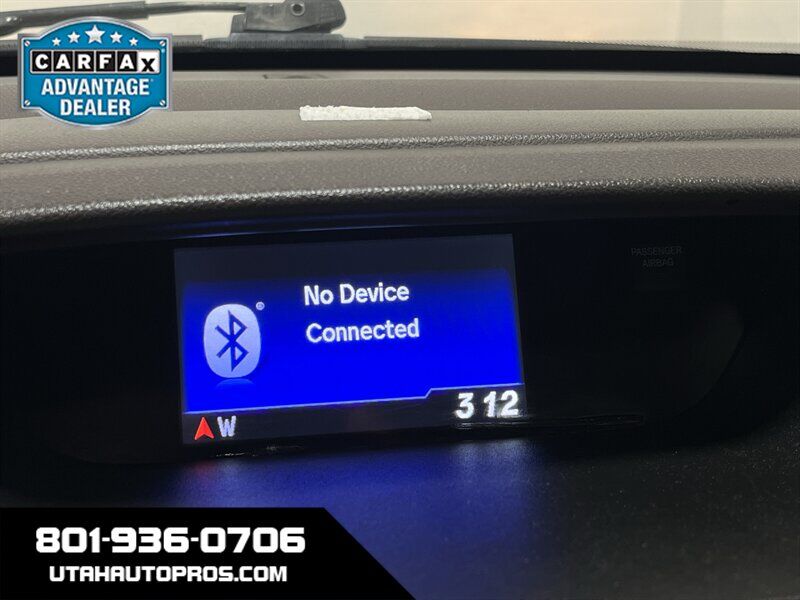 CARFAX
ADVANTAGE
DEALER
PASSENGER
AIRBAG
No Device
Connected
W
3 12
801-936-0706
UTAHAUTOPROS.COM